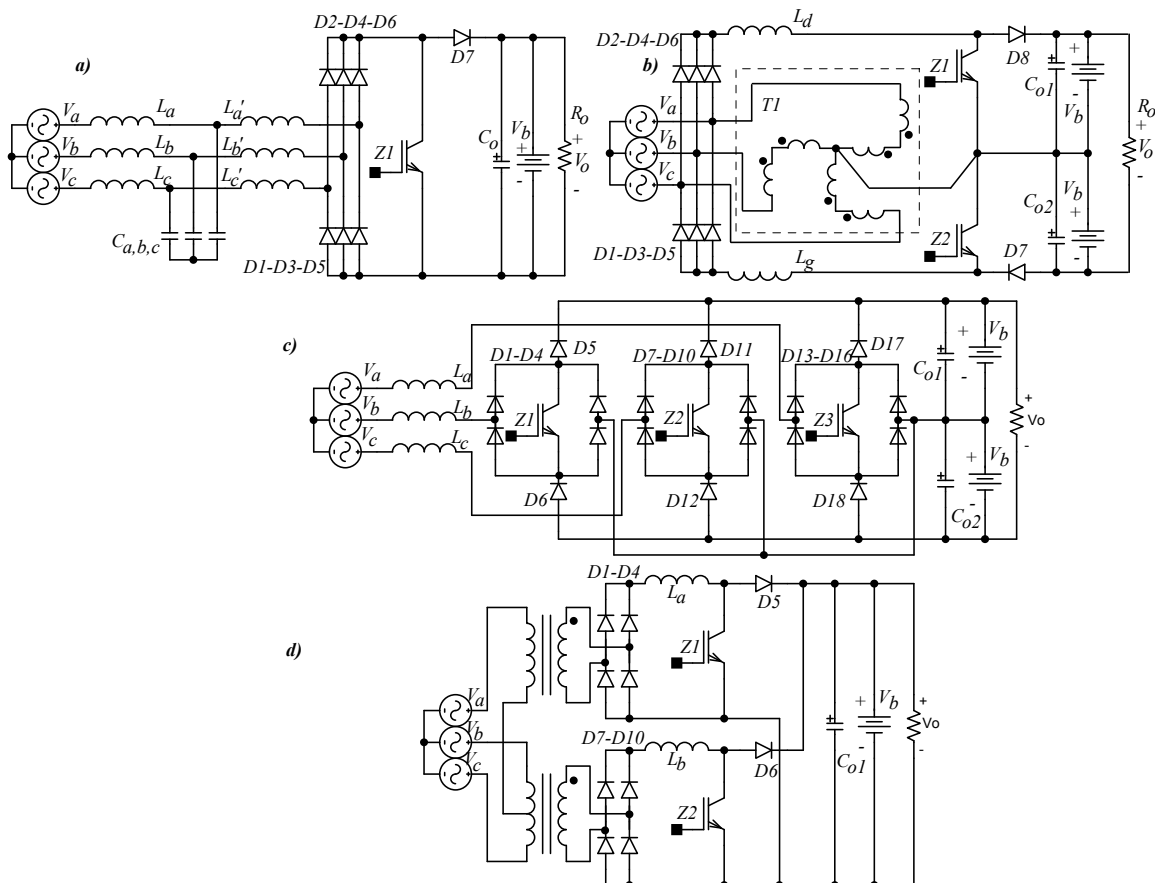 a)
D2-D4-D6
D7
Va La La'
Vb Lb Lb'
Vc Lc Lc'
Ca,b,c
D1-D3-D5
Z1
Co + Vb + - Ro + Vo -
b)
D2-D4-D6
Ld
Z1
D8
T1
Va
Vb
Vc
Co1 + + - Vb
Ro + Vo -
Co2 + Vb + -
Z2
D1-D3-D5
Lg
D7
c)
Va La
Vb Lb
Vc Lc
D1-D4 D5 D7-D10 D11 D13-D16 D17
Z1 Z2 Z3
D6 D12 D18
Co1 + + - Vb
Co2 + + - Vb
+ Vo -
d)
D1-D4
La
D5
Z1
Va
Vb
Vc
D7-D10
Lb
D6
Z2
Co1 + + Vb -
+ Vo -